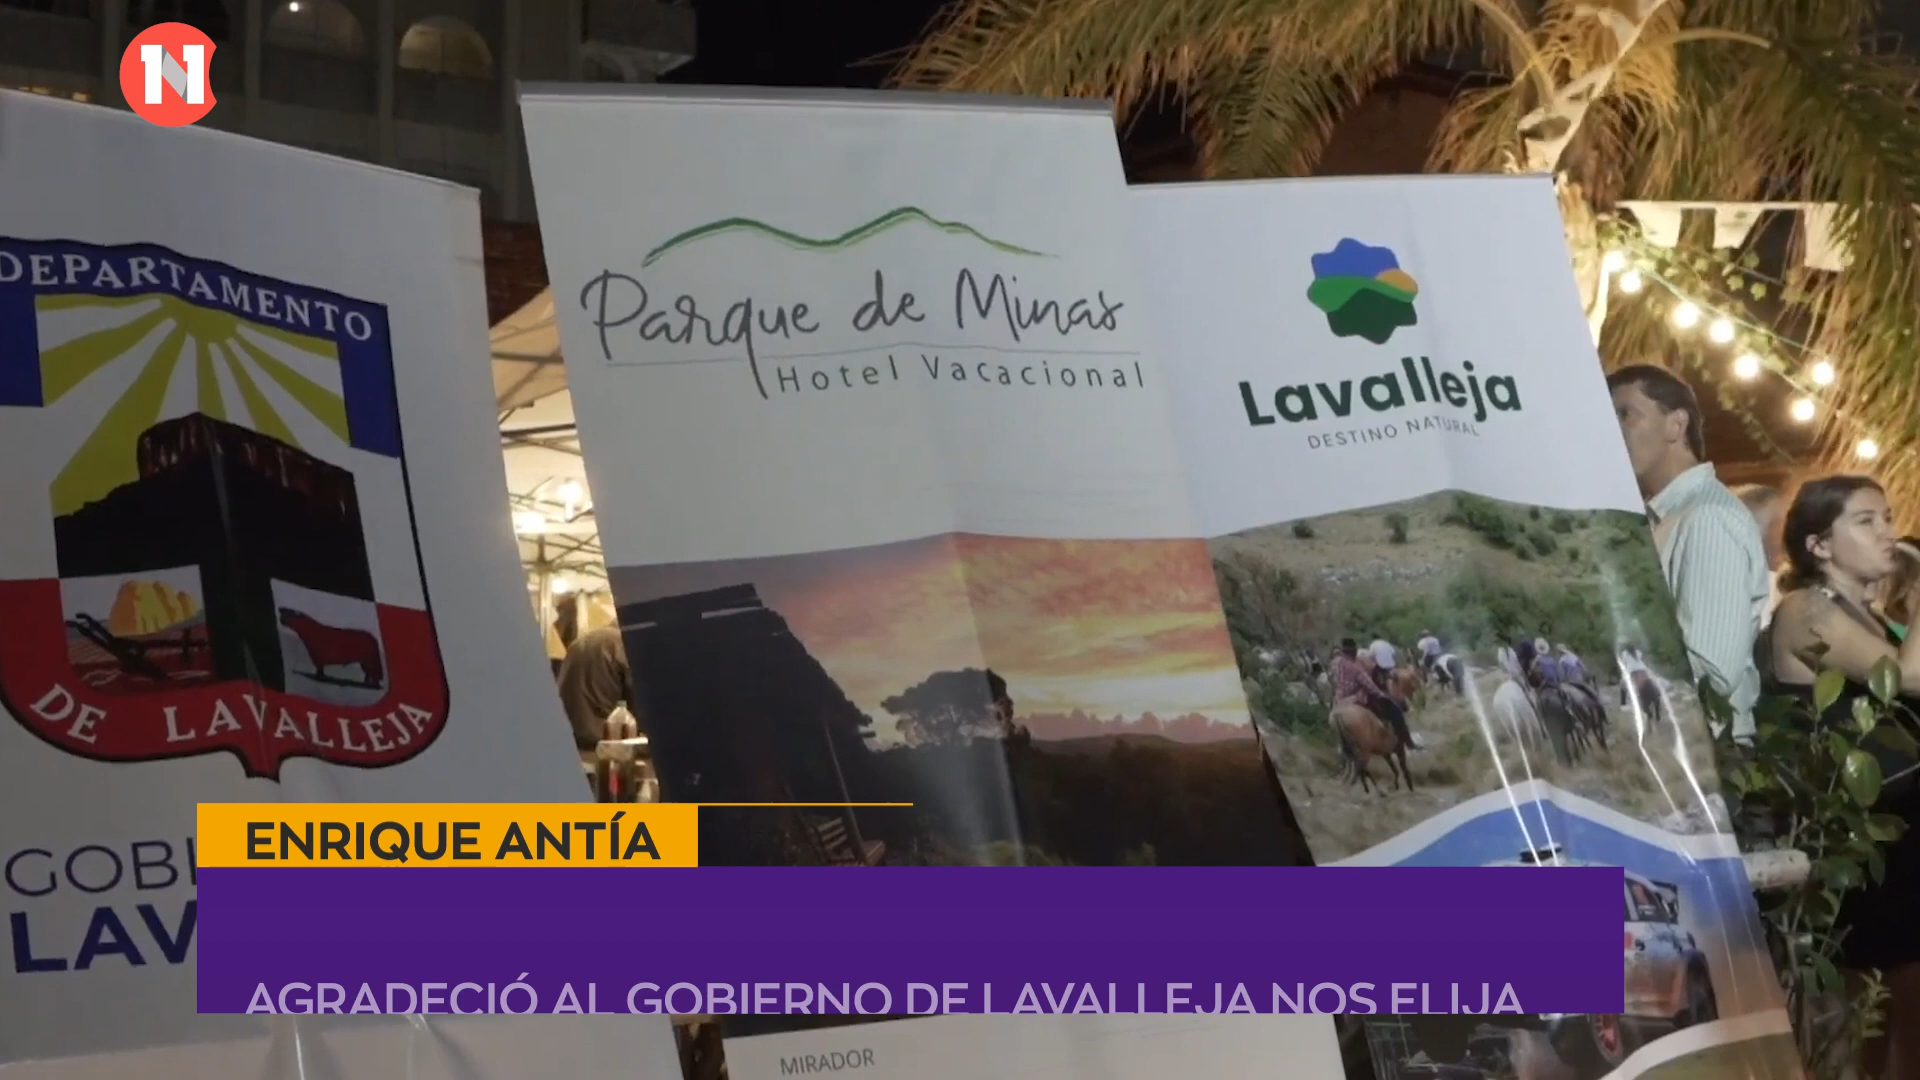 N
DEPARTAMENTO
DE LAVALLEJA
GOBI
LAV
Parque de Minas
Hotel Vacacional
MIRADOR
Lavalleja
DESTINO NATURAL
ENRIQUE ANTÍA
AGRADECIÓ AL GOBIERNO DE LAVALLEJA NOS ELIJA